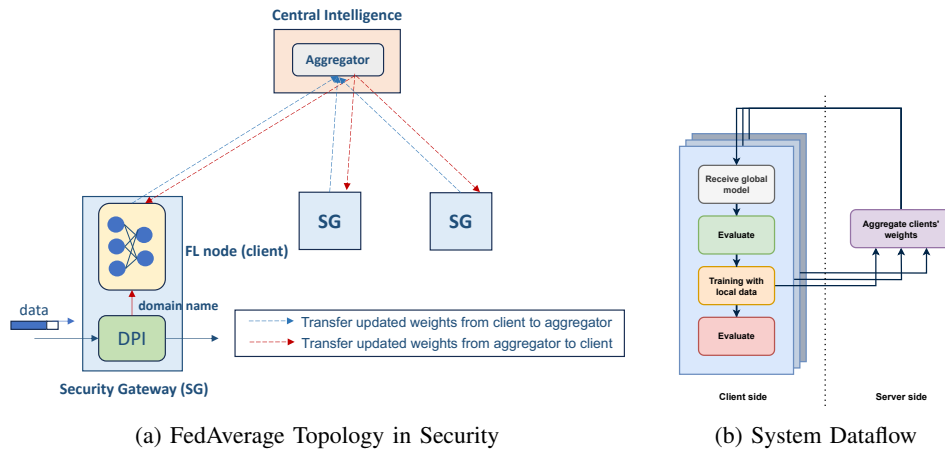 Central Intelligence
Aggregator
SG
SG
FL node (client)
domain name
data
DPI
Security Gateway (SG)
Transfer updated weights from client to aggregator
Transfer updated weights from aggregator to client
(a) FedAverage Topology in Security
Receive global
model
Evaluate
Training with
local data
Evaluate
Aggregate clients'
weights
Client side
Server side
(b) System Dataflow